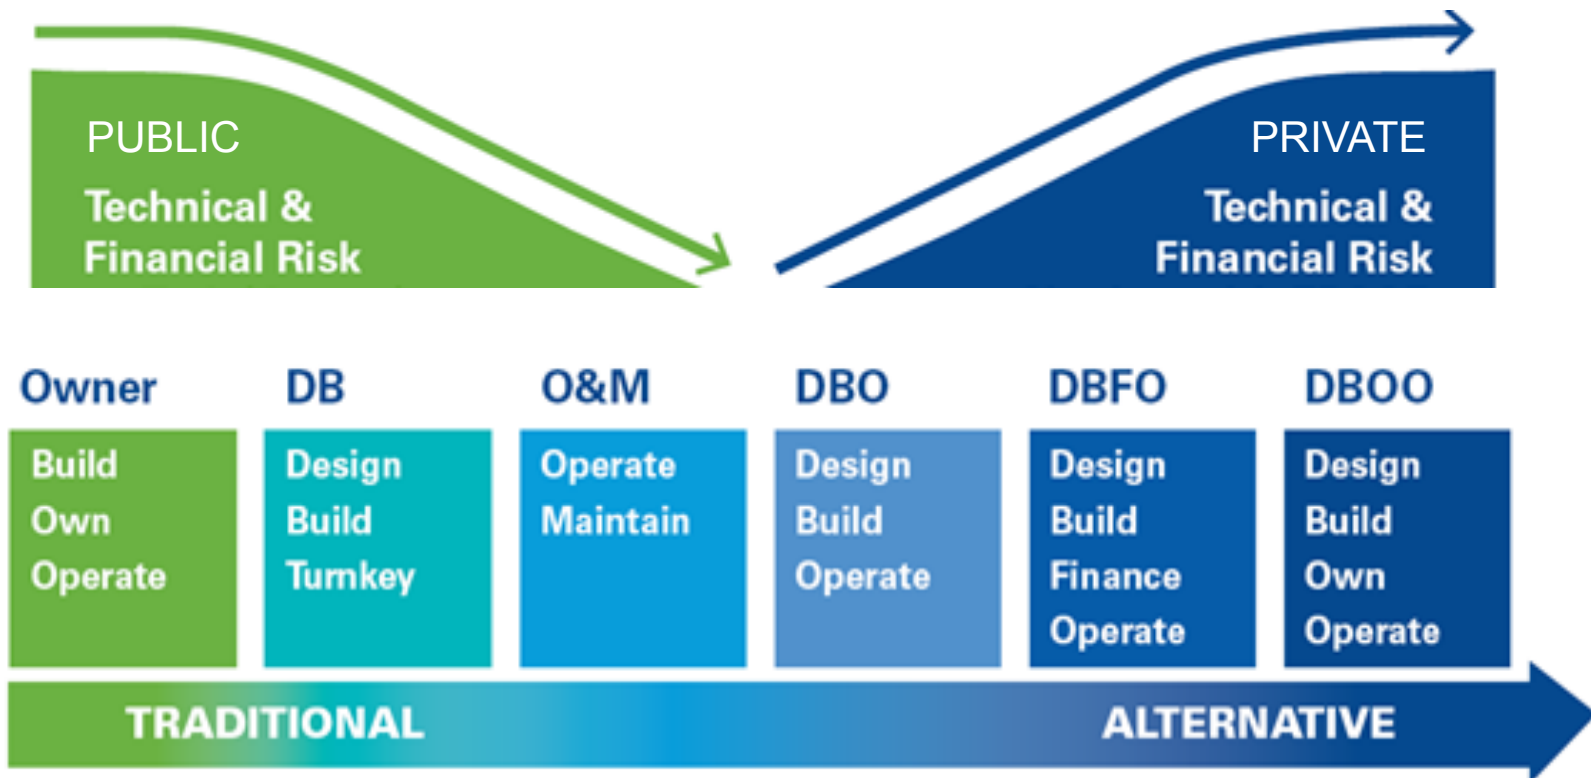 PUBLIC
Technical &
Financial Risk
PRIVATE
Technical &
Financial Risk
Owner
Build
Own
Operate
DB
Design
Build
Turnkey
O&M
Operate
Maintain
DBO
Design
Build
Operate
DBFO
Design
Build
Finance
Operate
DBOO
Design
Build
Own
Operate
TRADITIONAL
ALTERNATIVE